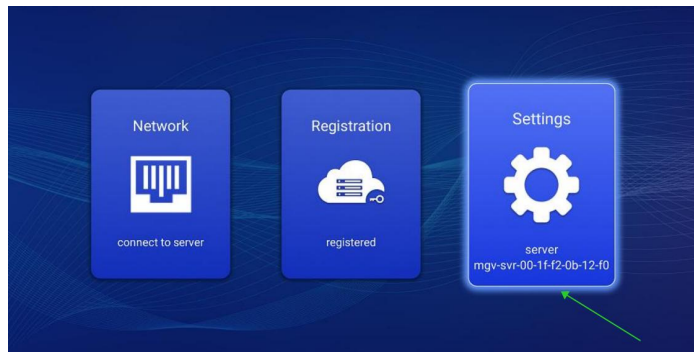 Network
connect to server
Registration
registered
Settings
server
mgv-svr-00-1f-f2-0b-12-f0